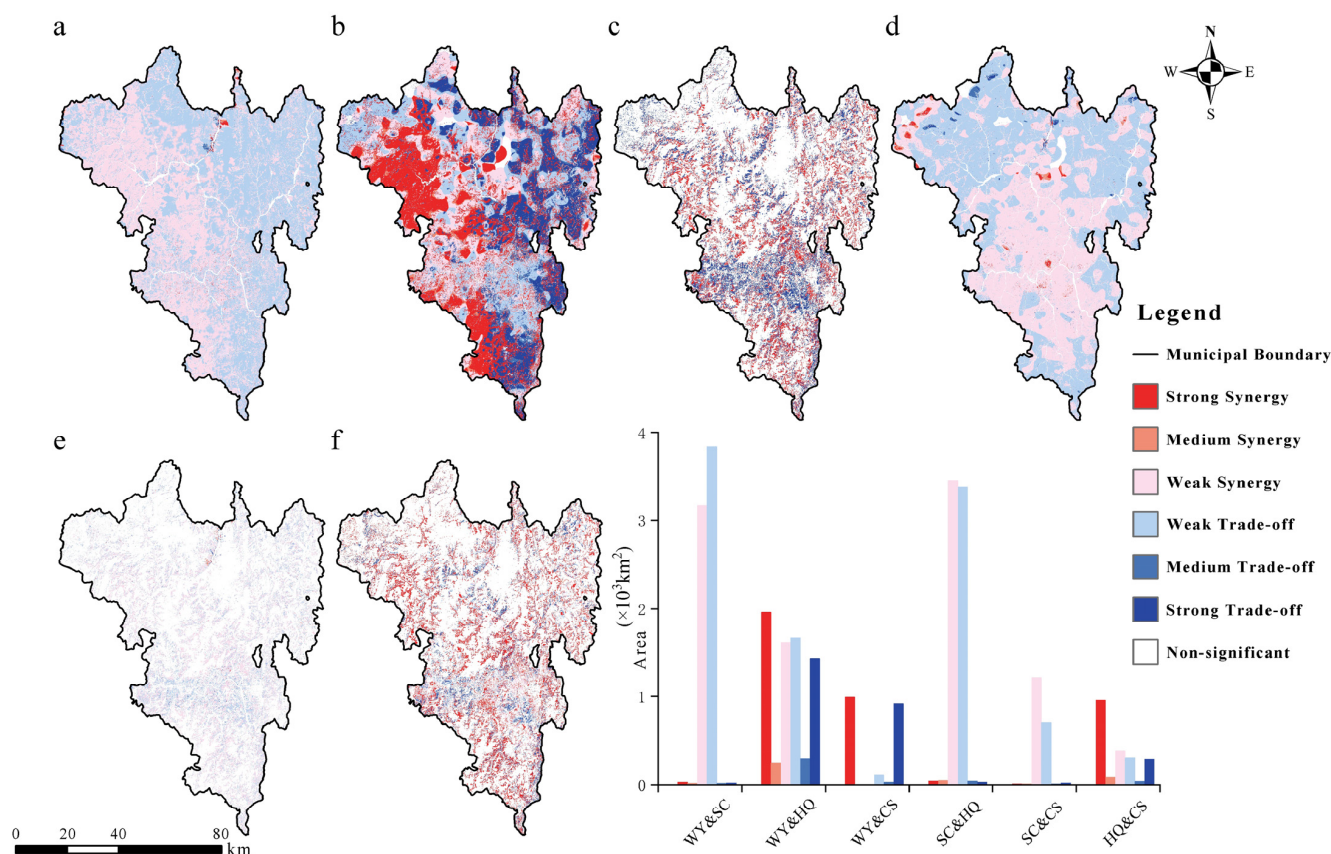 a
b
c
d
N
W
E
S
Legend
Municipal Boundary
Strong Synergy
Medium Synergy
Weak Synergy
Weak Trade-off
Medium Trade-off
Strong Trade-off
Non-significant
e
f
0 20 40 80
km
Area (×10³km²)
4
3
2
1
0
WY&SC
WY&HQ
WY&CS
SC&HQ
SC&CS
HQ&CS